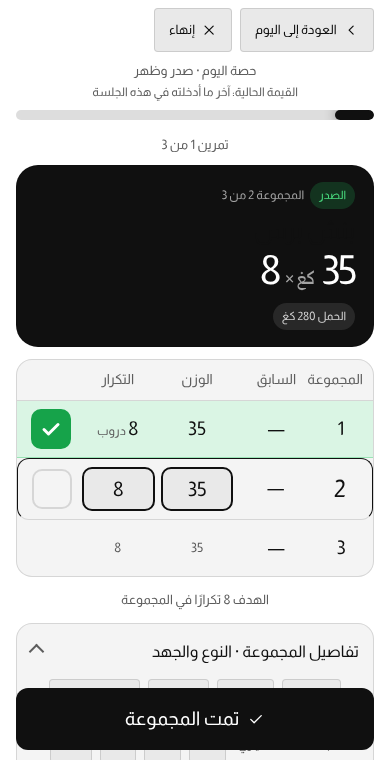 العودة إلى اليوم
إنهاء
حصة اليوم · صدر وظهر
القيمة الحالية: آخر ما أدخلته في هذه الجلسة
تمرين 1 من 3
الصدر المجموعة 2 من 3
35 كغ × 8
الحمل 280 كغ
المجموعة السابق الوزن التكرار
1 — 35 8 دروب
2 — 35 8
3 — 35 8
الهدف 8 تكرارًا في المجموعة
تفاصيل المجموعة · النوع والجهد
تمت المجموعة